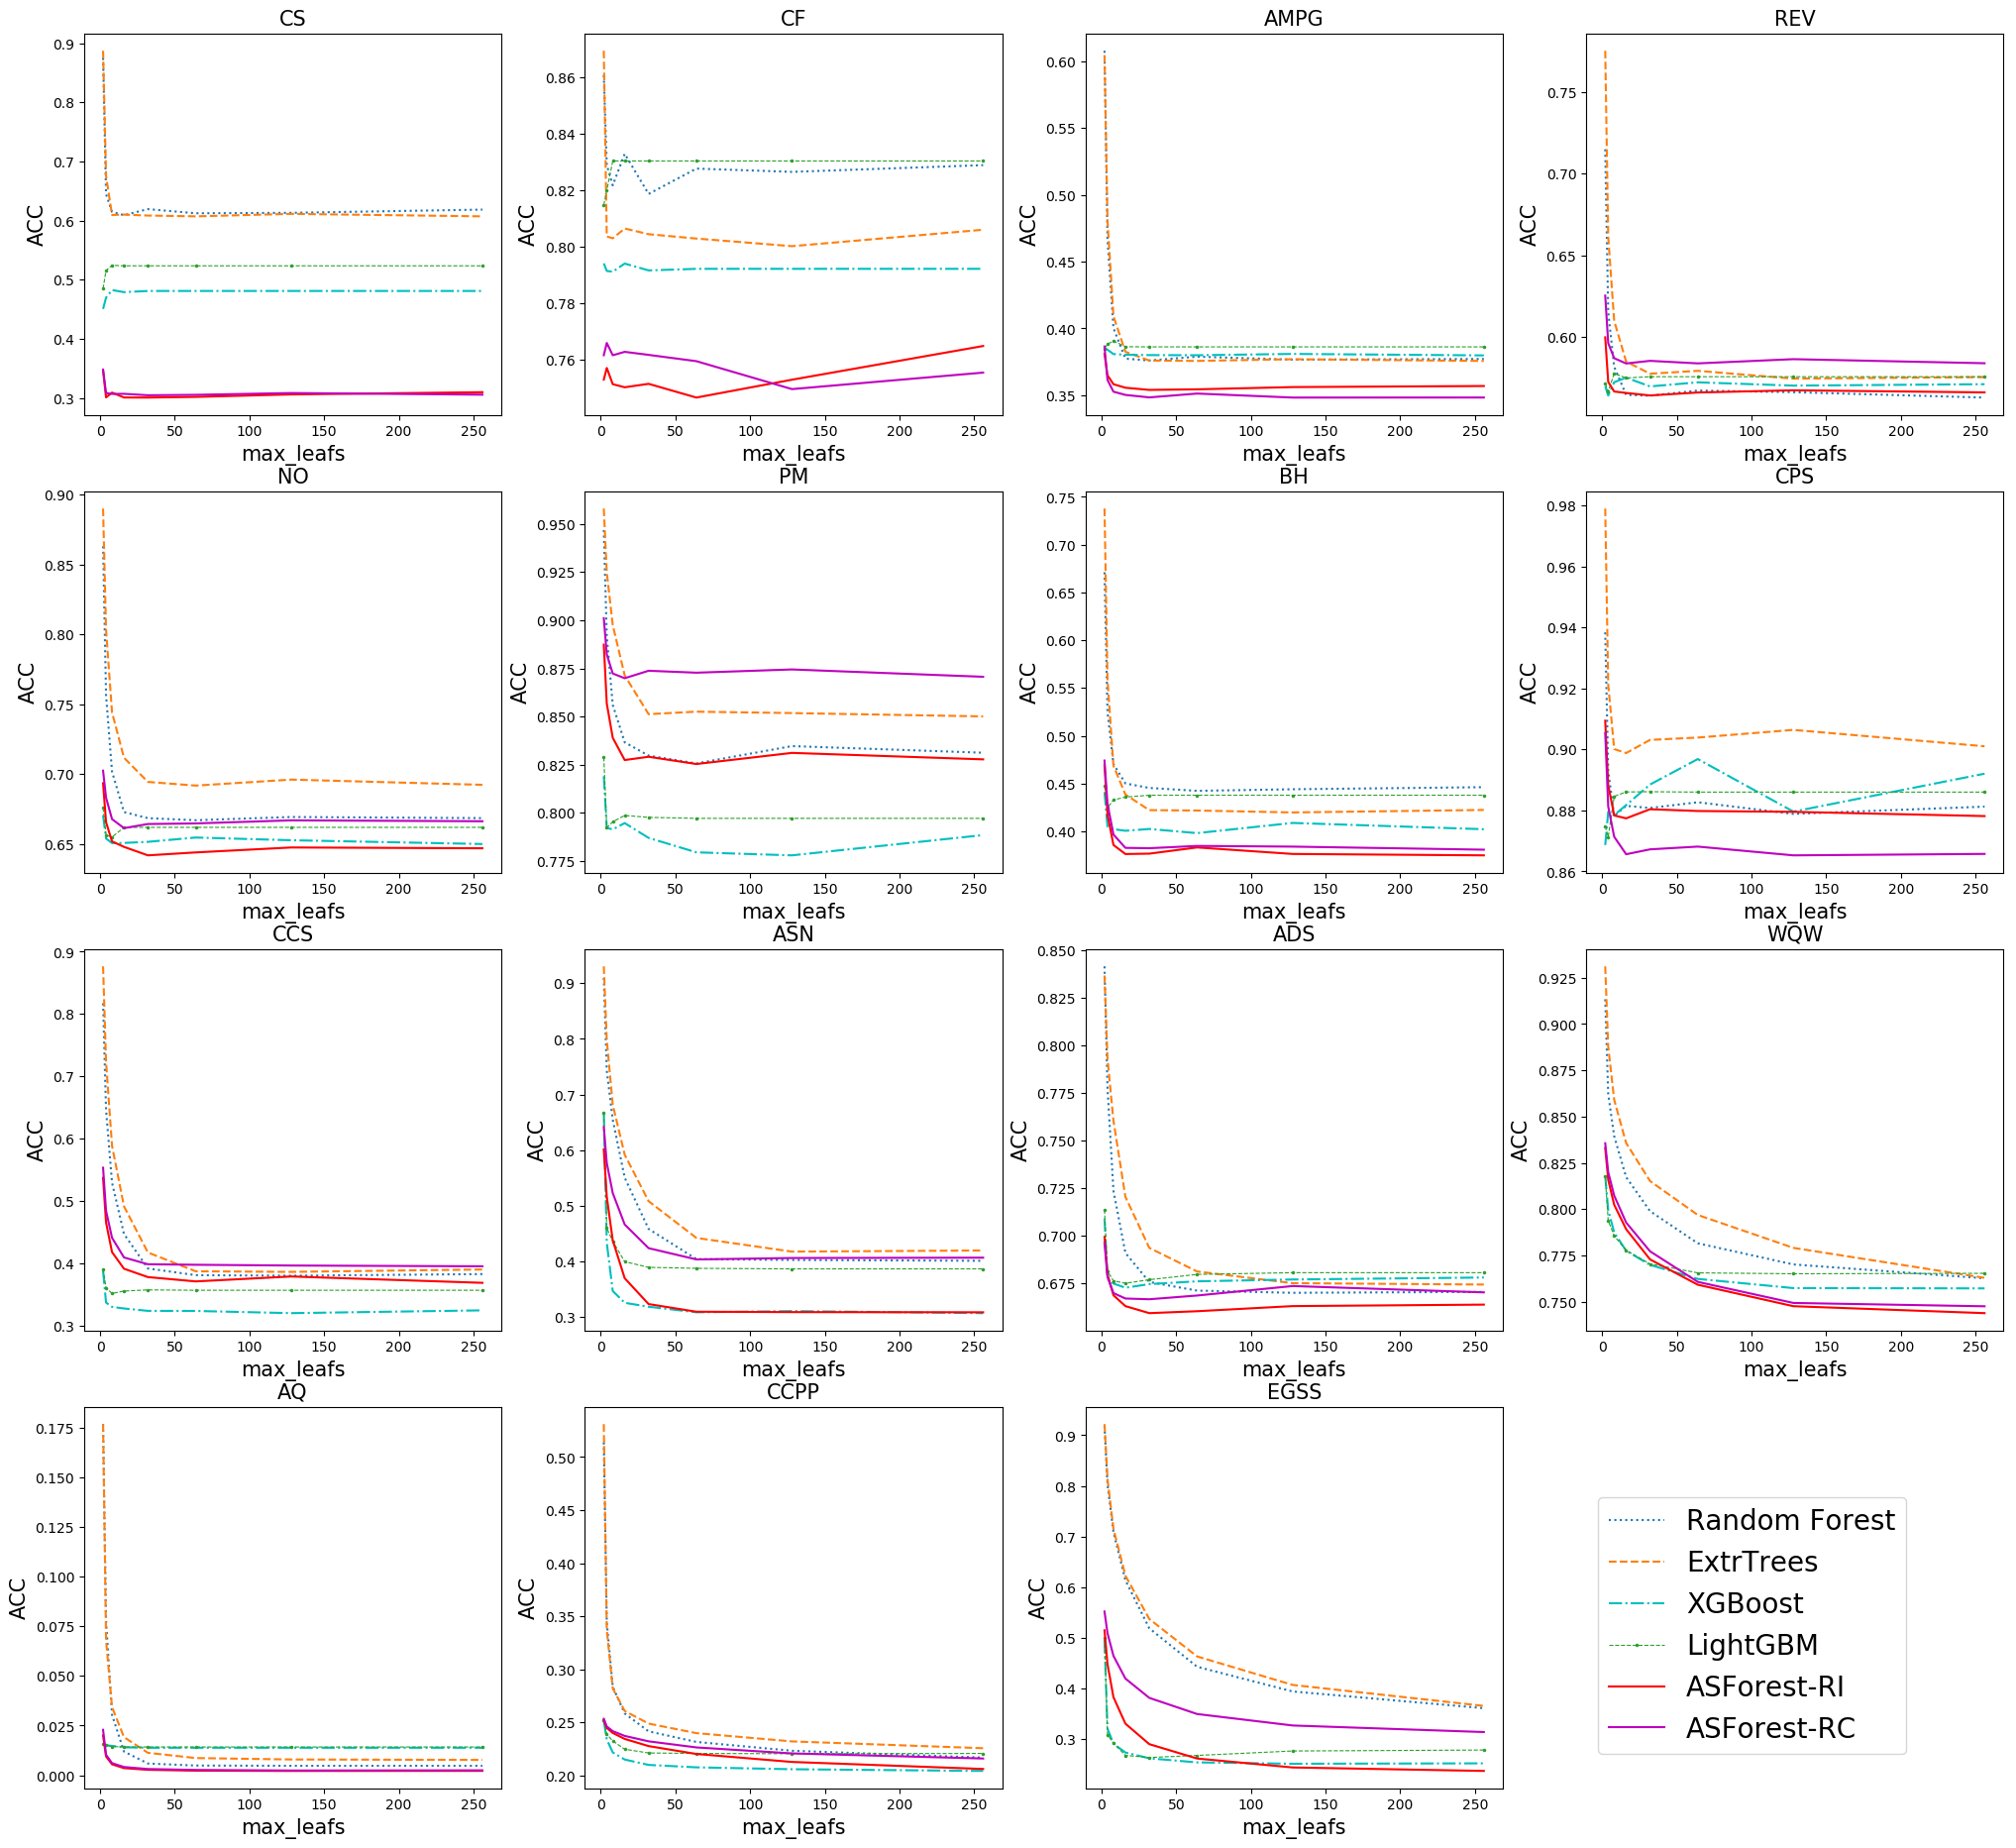 CS
0.9
0.8
0.7
0.6
0.5
0.4
0.3
ACC
0 50 100 150 200 250
max_leafs
CF
0.86
0.84
0.82
0.80
0.78
0.76
ACC
0 50 100 150 200 250
max_leafs
AMPG
0.60
0.55
0.50
0.45
0.40
0.35
ACC
0 50 100 150 200 250
max_leafs
REV
0.75
0.70
0.65
0.60
ACC
0 50 100 150 200 250
max_leafs
NO
0.90
0.85
0.80
0.75
0.70
0.65
ACC
0 50 100 150 200 250
max_leafs
PM
0.950
0.925
0.900
0.875
0.850
0.825
0.800
0.775
ACC
0 50 100 150 200 250
max_leafs
BH
0.75
0.70
0.65
0.60
0.55
0.50
0.45
0.40
ACC
0 50 100 150 200 250
max_leafs
CPS
0.98
0.96
0.94
0.92
0.90
0.88
0.86
ACC
0 50 100 150 200 250
max_leafs
CCS
0.9
0.8
0.7
0.6
0.5
0.4
0.3
ACC
0 50 100 150 200 250
max_leafs
ASN
0.9
0.8
0.7
0.6
0.5
0.4
0.3
ACC
0 50 100 150 200 250
max_leafs
ADS
0.850
0.825
0.800
0.775
0.750
0.725
0.700
0.675
ACC
0 50 100 150 200 250
max_leafs
WQW
0.925
0.900
0.875
0.850
0.825
0.800
0.775
0.750
ACC
0 50 100 150 200 250
max_leafs
AQ
0.175
0.150
0.125
0.100
0.075
0.050
0.025
0.000
ACC
0 50 100 150 200 250
max_leafs
CCPP
0.50
0.45
0.40
0.35
0.30
0.25
0.20
ACC
0 50 100 150 200 250
max_leafs
EGSS
0.9
0.8
0.7
0.6
0.5
0.4
0.3
ACC
0 50 100 150 200 250
max_leafs
Random Forest
ExtrTrees
XGBoost
LightGBM
ASForest-RI
ASForest-RC